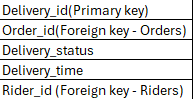 Delivery_id(Primary key)
Order_id(Foreign key - Orders)
Delivery_status
Delivery_time
Rider_id (Foreign key - Riders)